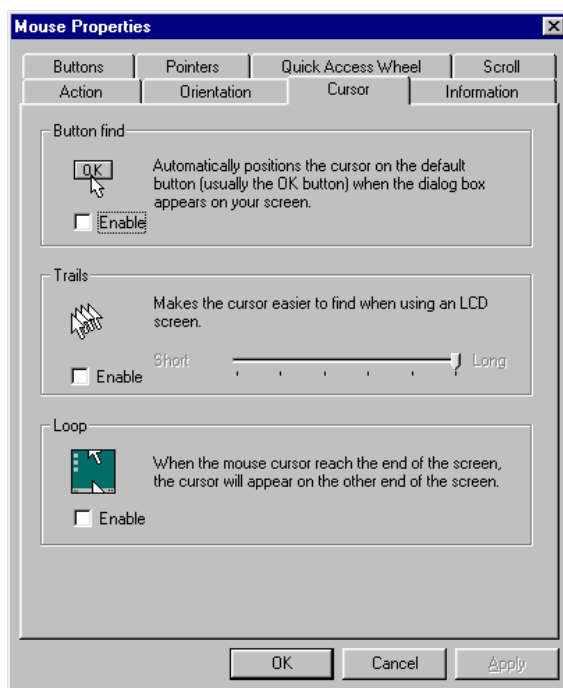 Mouse Properties
Buttons Pointers Quick Access Wheel Scroll
Action Orientation Cursor Information
Button find
OK
Automatically positions the cursor on the default
button (usually the OK button) when the dialog box
appears on your screen.
Enable
Trails
Makes the cursor easier to find when using an LCD
screen.
Short Long
Enable
Loop
When the mouse cursor reach the end of the screen,
the cursor will appear on the other end of the screen.
Enable
OK Cancel Apply